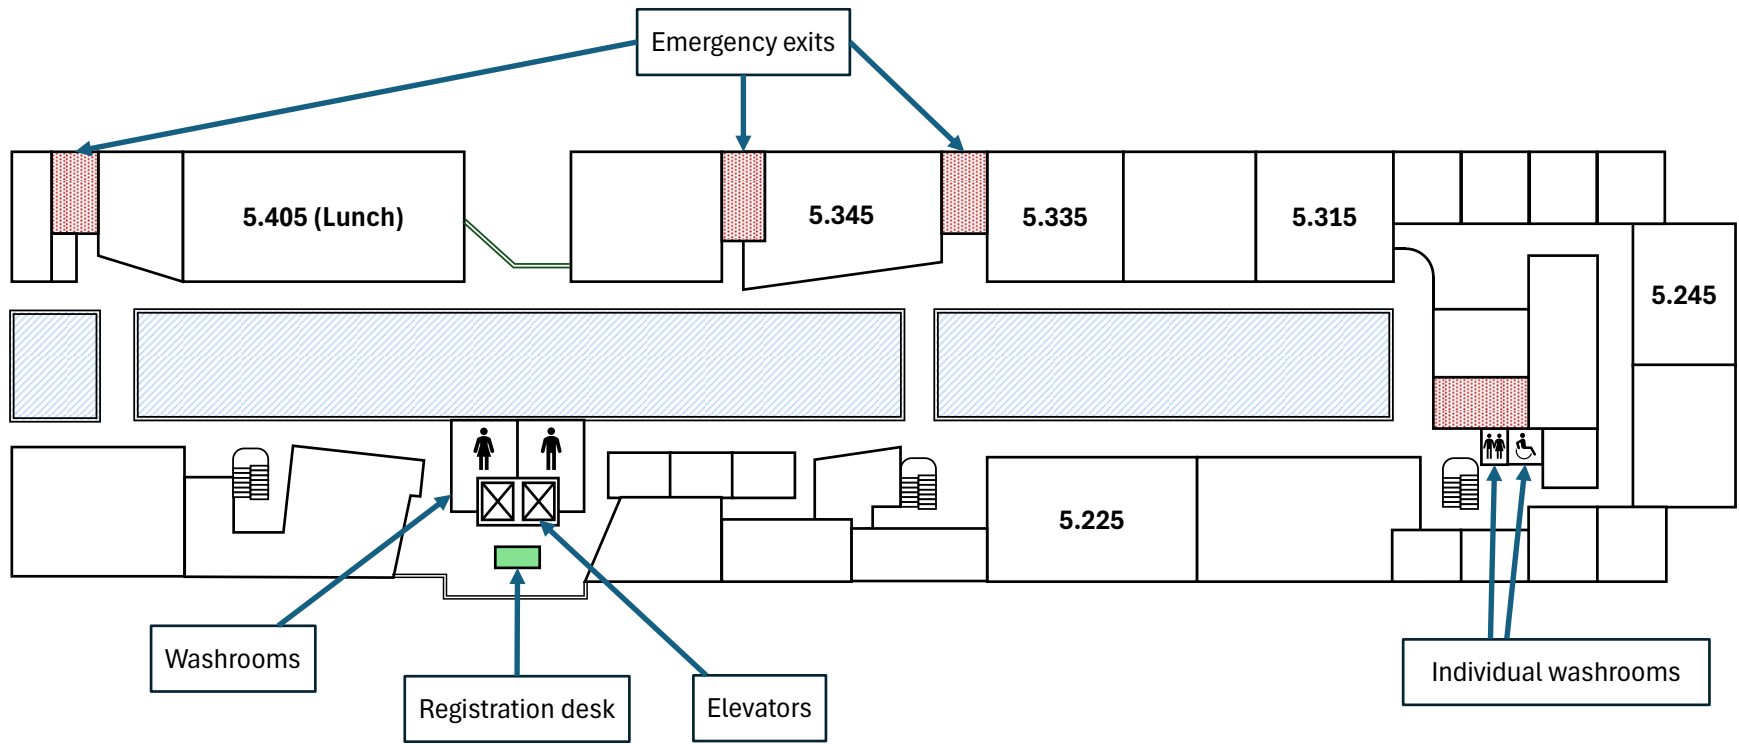 Emergency exits
5.405 (Lunch)
5.345
5.335
5.315
5.245
5.225
Washrooms
Registration desk
Elevators
Individual washrooms